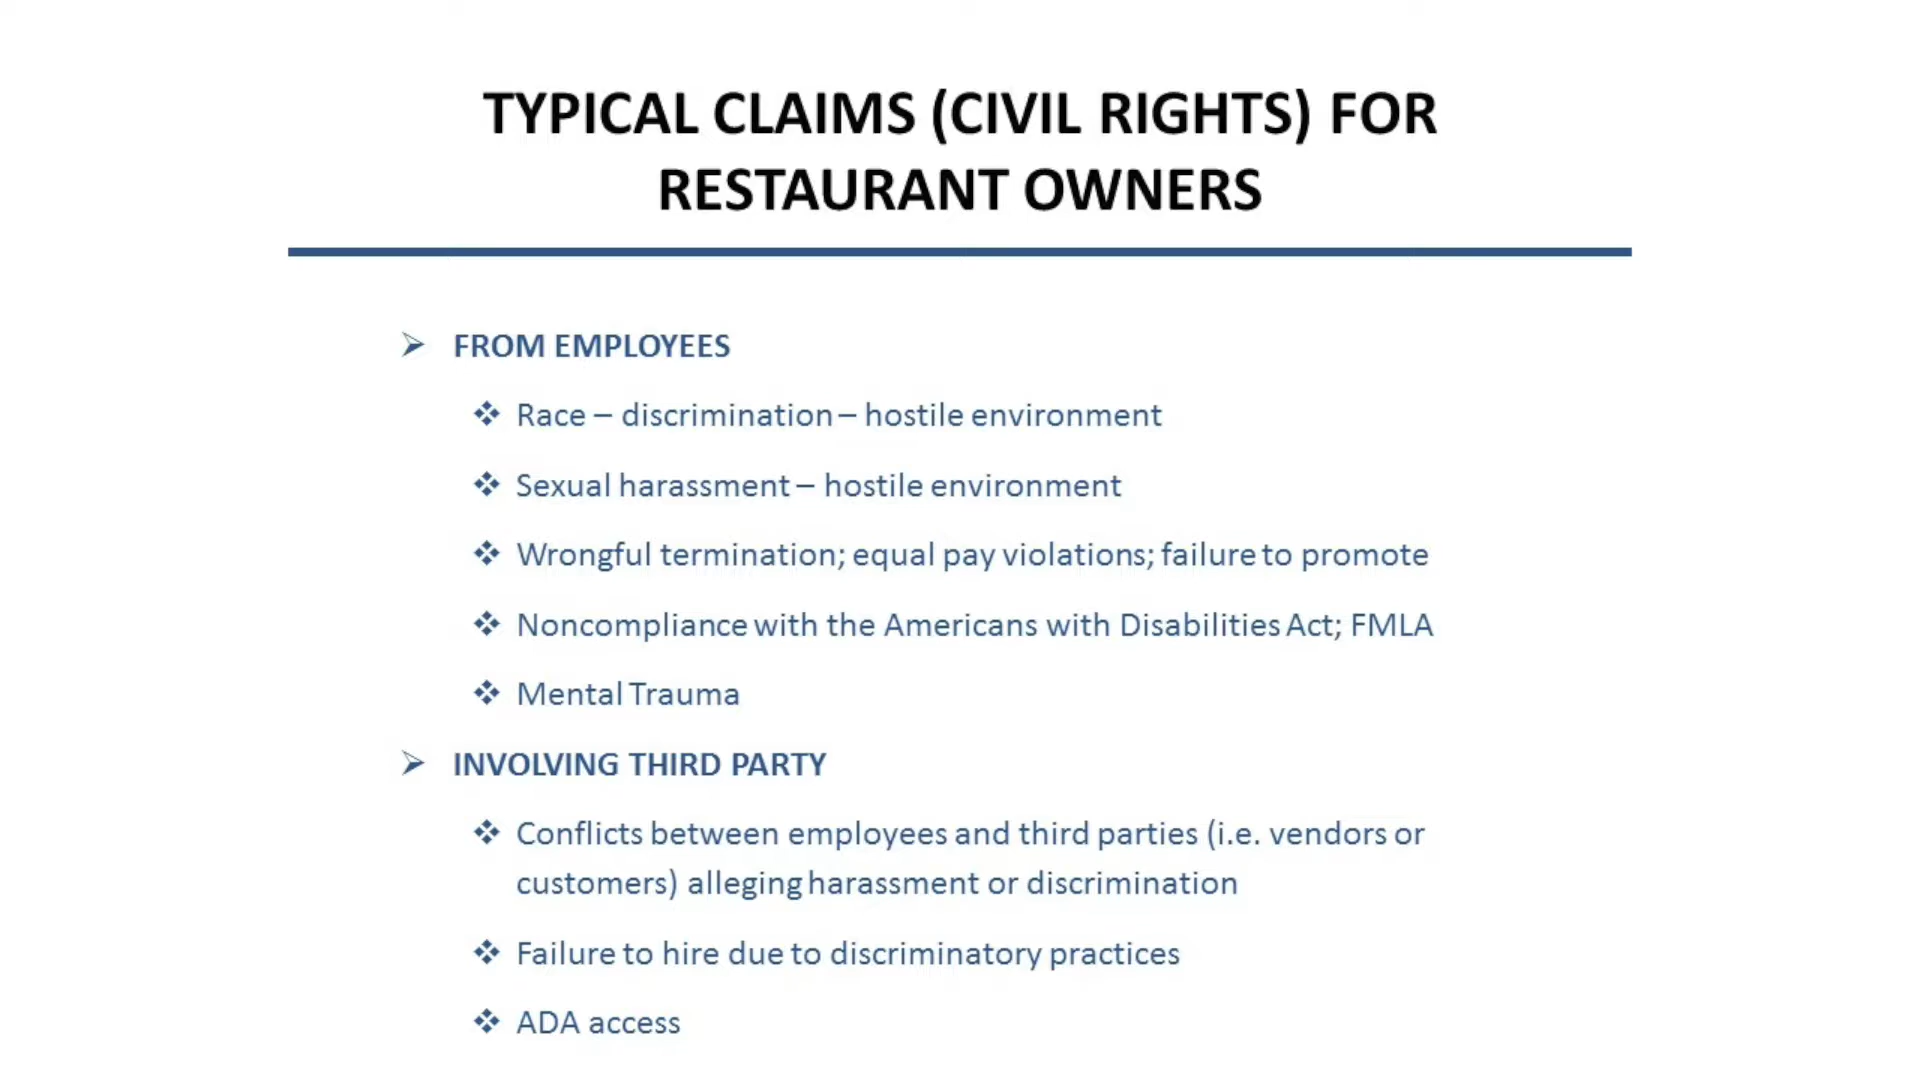 TYPICAL CLAIMS (CIVIL RIGHTS) FOR
RESTAURANT OWNERS
FROM EMPLOYEES
Race – discrimination – hostile environment
Sexual harassment – hostile environment
Wrongful termination; equal pay violations; failure to promote
Noncompliance with the Americans with Disabilities Act; FMLA
Mental Trauma
INVOLVING THIRD PARTY
Conflicts between employees and third parties (i.e. vendors or
customers) alleging harassment or discrimination
Failure to hire due to discriminatory practices
ADA access